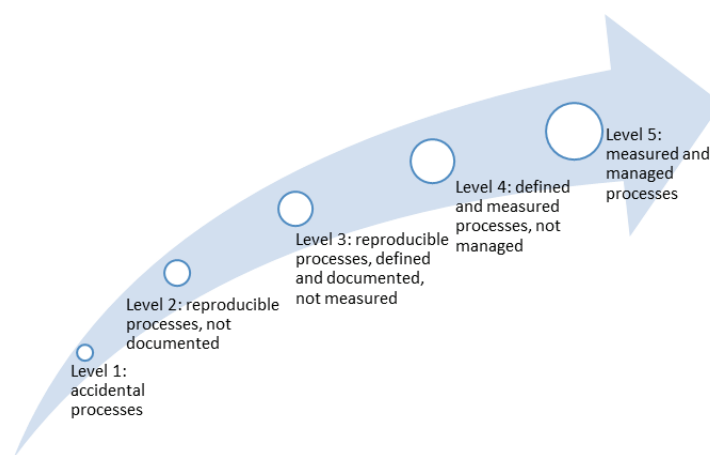 Level 1:
accidental
processes
Level 2: reproducible
processes, not
documented
Level 3: reproducible
processes, defined
and documented,
not measured
Level 4: defined
and measured
processes, not
managed
Level 5:
measured and
managed
processes